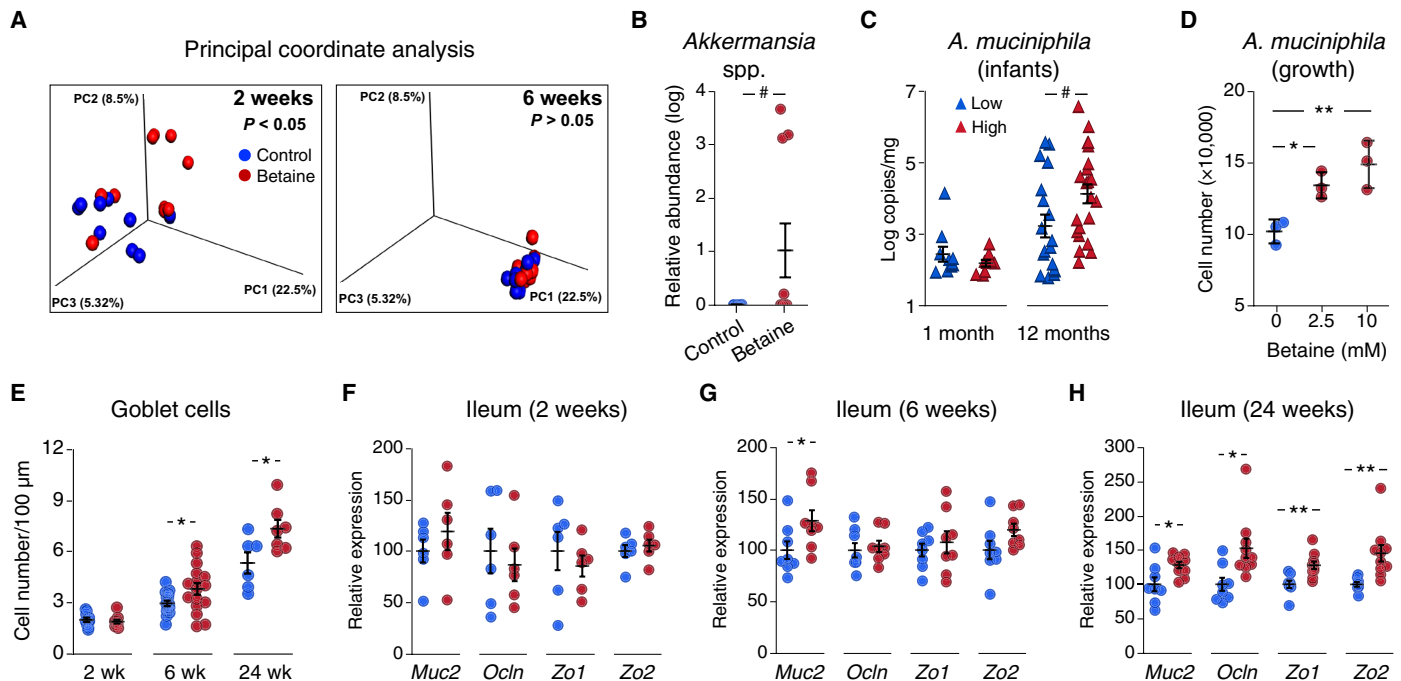 A
Principal coordinate analysis
PC2 (8.5%)
2 weeks
P < 0.05
Control
Betaine
PC3 (5.32%)
PC1 (22.5%)
PC2 (8.5%)
6 weeks
P > 0.05
PC3 (5.32%)
PC1 (22.5%)
B
Akkermansia
spp.
Relative abundance (log)
4
3
2
1
0
#
Control
Betaine
C
A. muciniphila
(infants)
Log copies/mg
7
5
3
1
Low
High
#
1 month
12 months
D
A. muciniphila
(growth)
Cell number (×10,000)
20
15
10
5
**
*
0
2.5
10
Betaine (mM)
E
Goblet cells
Cell number/100 μm
12
9
6
3
0
*
*
2 wk
6 wk
24 wk
F
Ileum (2 weeks)
Relative expression
200
150
100
50
0
Muc2
Ocln
Zo1
Zo2
G
Ileum (6 weeks)
Relative expression
200
150
100
50
0
*
Muc2
Ocln
Zo1
Zo2
H
Ileum (24 weeks)
Relative expression
300
250
200
150
100
50
0
*
*
**
**
Muc2
Ocln
Zo1
Zo2